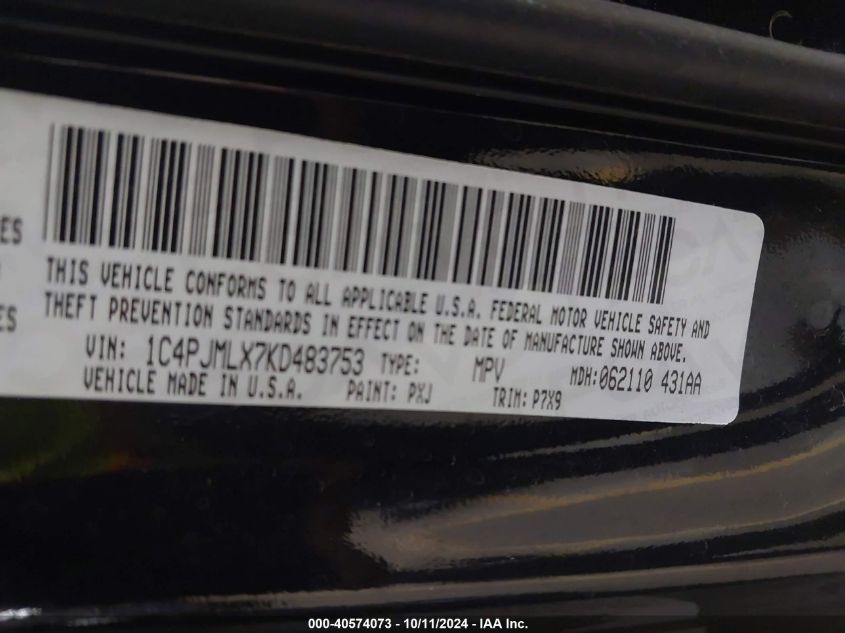 ES
ES
THIS VEHICLE CONFORMS TO ALL APPLICABLE U.S.A. FEDERAL MOTOR VEHICLE SAFETY AND
THEFT PREVENTION STANDARDS IN EFFECT ON THE DATE OF MANUFACTURE SHOWN ABOVE.
VIN: 1C4PJMLX7KD483753 TYPE: MPV MDH:062110 431AA
VEHICLE MADE IN U.S.A. PAINT: PXJ TRIM: P7X9
000-40574073 - 10/11/2024 - IAA Inc.